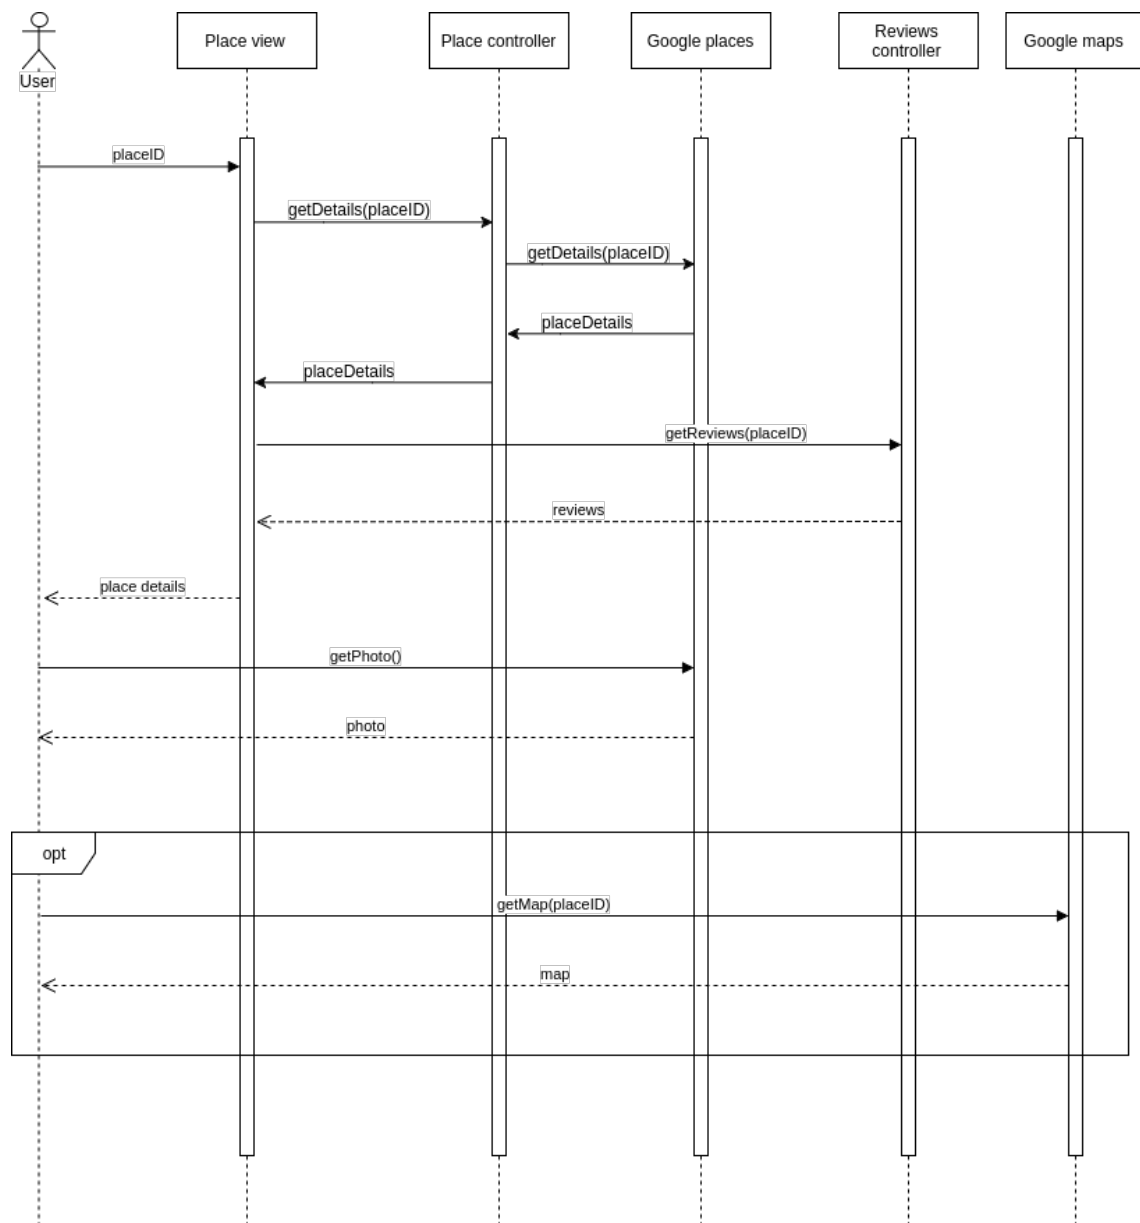 User
Place view
Place controller
Google places
Reviews
controller
Google maps
placeID
getDetails(placeID)
getDetails(placeID)
placeDetails
placeDetails
getReviews(placeID)
reviews
place details
getPhoto()
photo
opt
getMap(placeID)
map